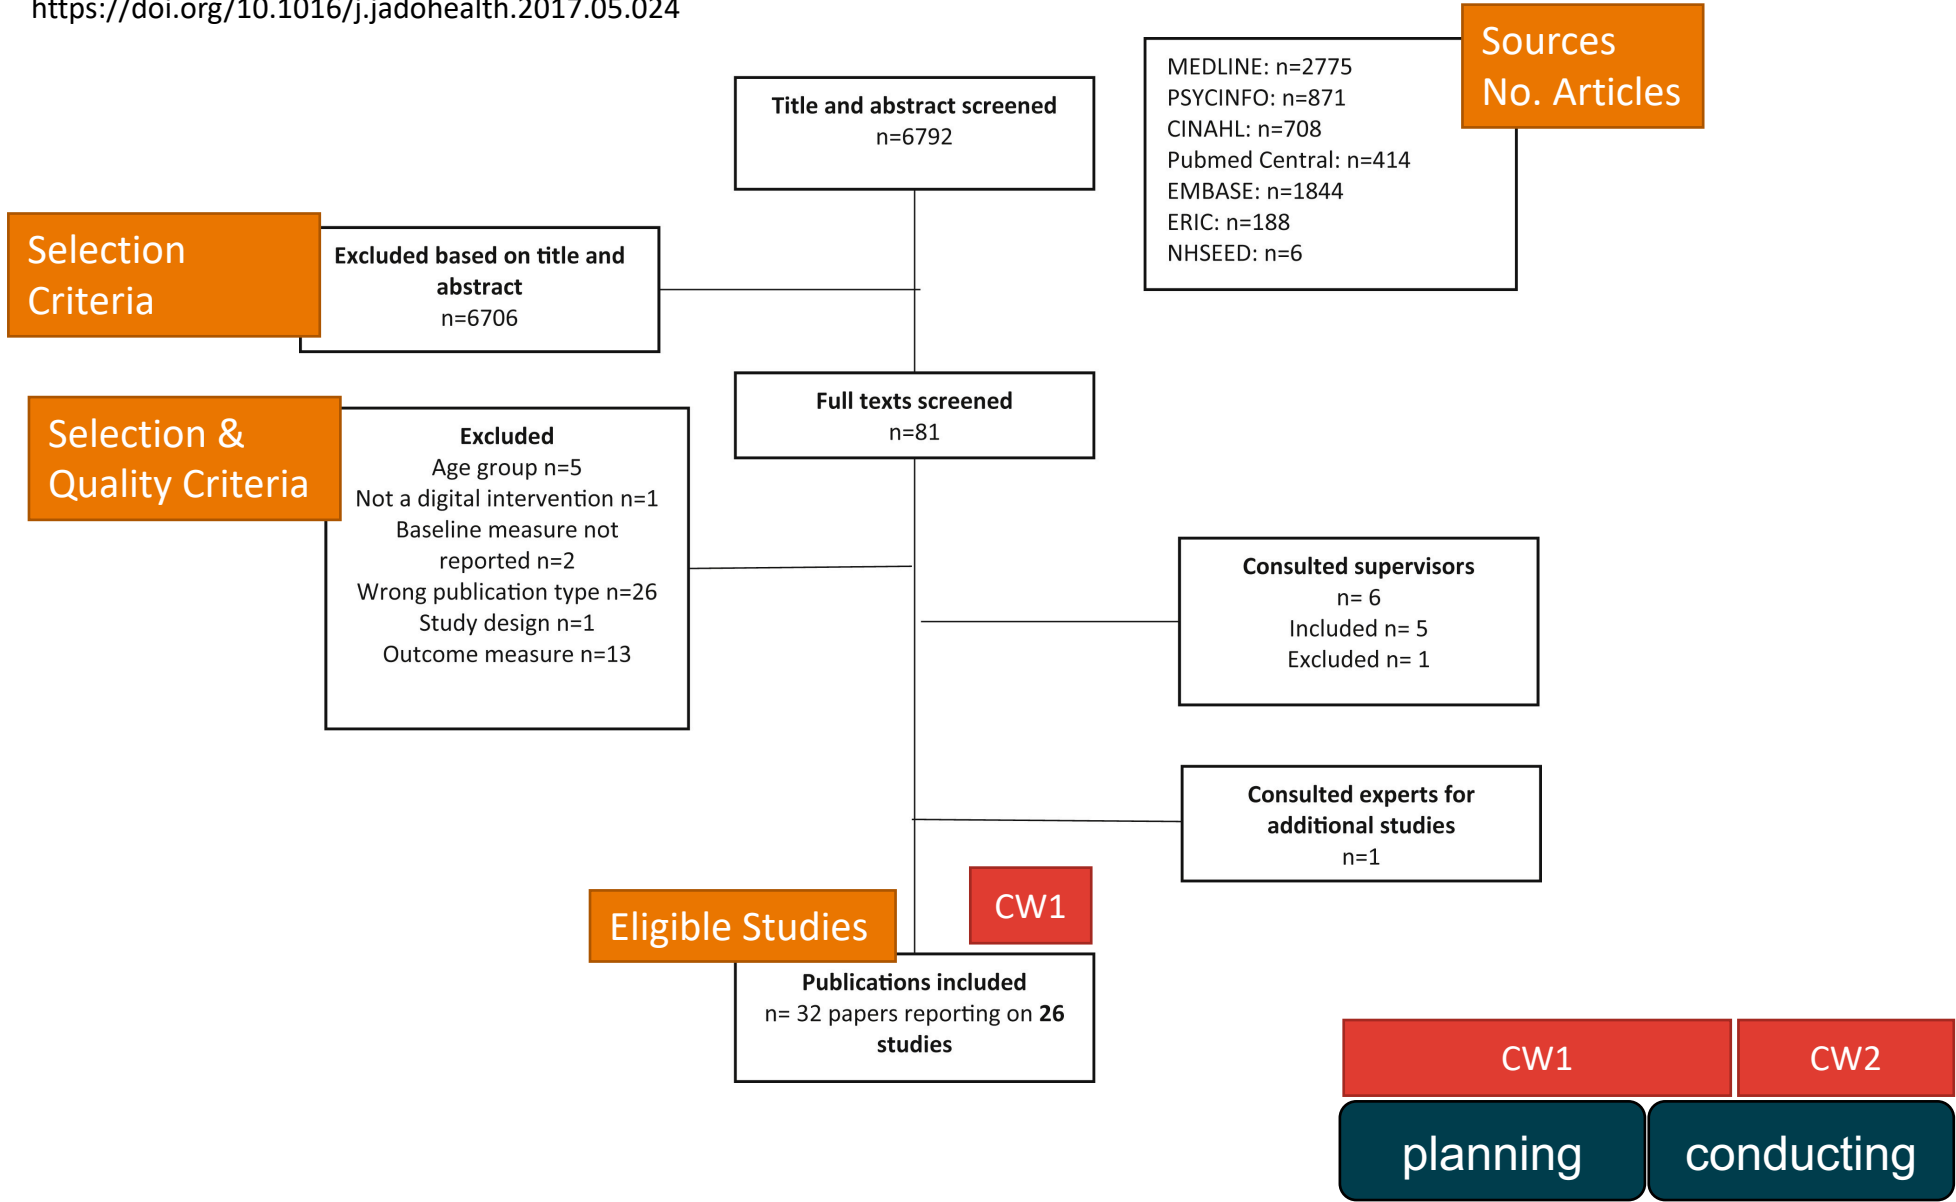 https://doi.org/10.1016/j.jadohealth.2017.05.024
Sources
No. Articles
MEDLINE: n=2775
PSYCINFO: n=871
CINAHL: n=708
Pubmed Central: n=414
EMBASE: n=1844
ERIC: n=188
NHSEED: n=6
Title and abstract screened
n=6792
Selection
Criteria
Excluded based on title and
abstract
n=6706
Full texts screened
n=81
Selection &
Quality Criteria
Excluded
Age group n=5
Not a digital intervention n=1
Baseline measure not
reported n=2
Wrong publication type n=26
Study design n=1
Outcome measure n=13
Consulted supervisors
n= 6
Included n= 5
Excluded n= 1
Consulted experts for
additional studies
n=1
CW1
Eligible Studies
Publications included
n= 32 papers reporting on 26
studies
CW1
CW2
planning
conducting